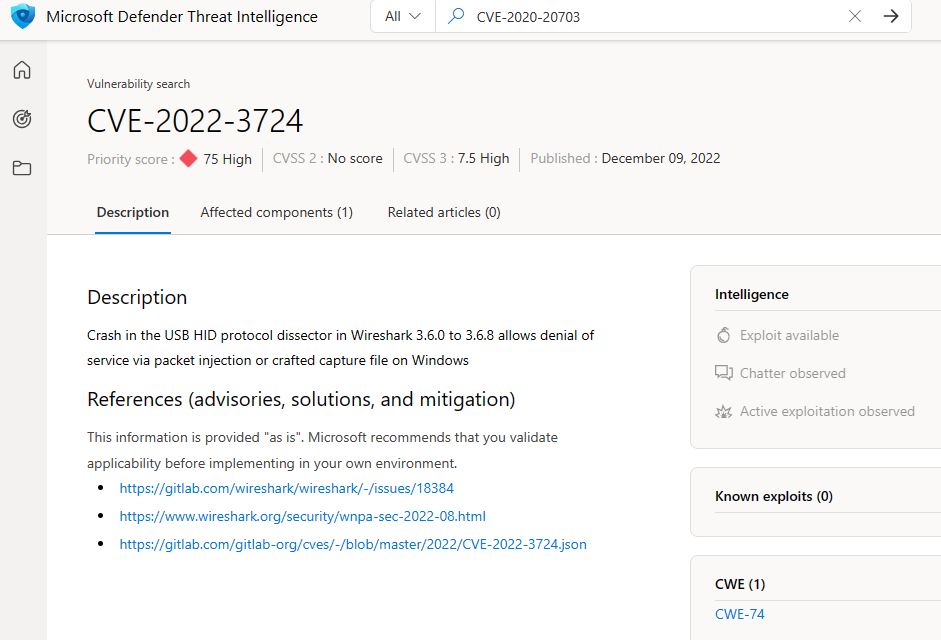 Microsoft Defender Threat Intelligence
All
CVE-2020-20703
Vulnerability search
CVE-2022-3724
Priority score : 75 High
CVSS 2 : No score
CVSS 3 : 7.5 High
Published : December 09, 2022
Description
Affected components (1)
Related articles (0)
Description
Crash in the USB HID protocol dissector in Wireshark 3.6.0 to 3.6.8 allows denial of
service via packet injection or crafted capture file on Windows
References (advisories, solutions, and mitigation)
This information is provided "as is". Microsoft recommends that you validate
applicability before implementing in your own environment.
https://gitlab.com/wireshark/wireshark/-/issues/18384
https://www.wireshark.org/security/wnpa-sec-2022-08.html
https://gitlab.com/gitlab-org/cves/-/blob/master/2022/CVE-2022-3724.json
Intelligence
Exploit available
Chatter observed
Active exploitation observed
Known exploits (0)
CWE (1)
CWE-74